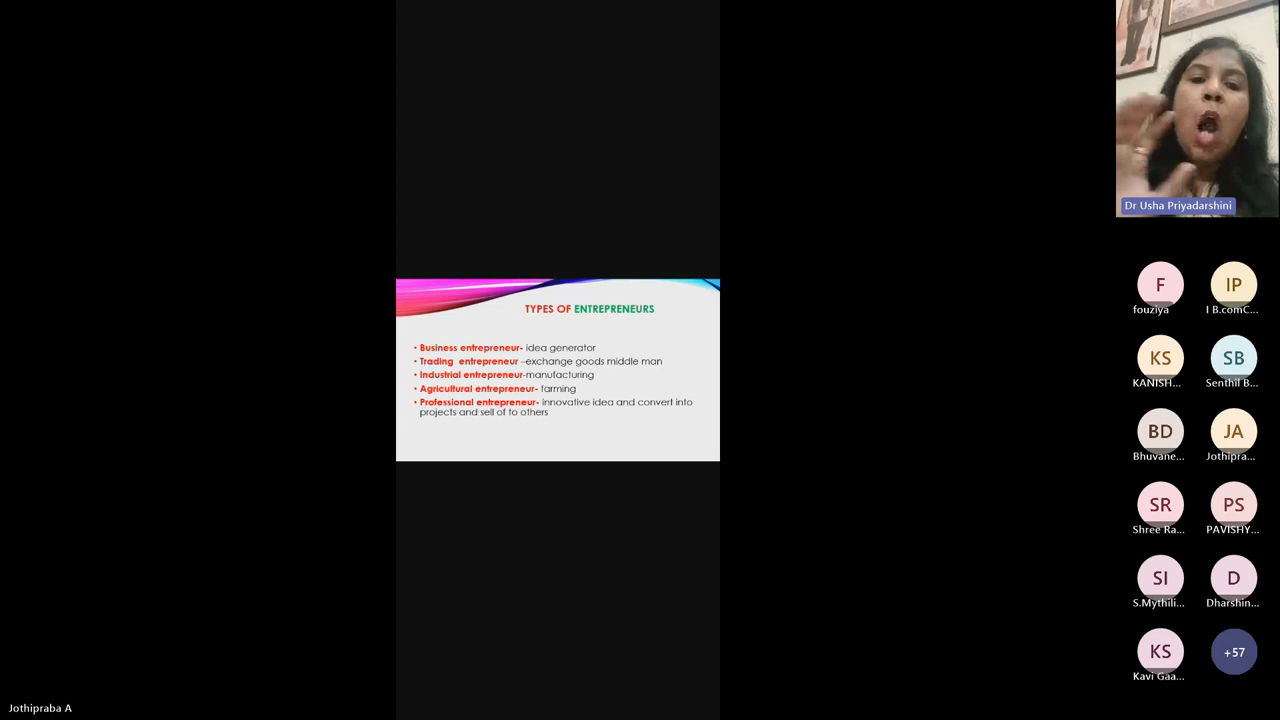 TYPES OF ENTREPRENEURS
• Business entrepreneur- idea generator
• Trading entrepreneur –exchange goods middle man
• Industrial entrepreneur-manufacturing
• Agricultural entrepreneur- farming
• Professional entrepreneur- innovative idea and convert into
projects and sell of to others
Dr Usha Priyadarshini
F
IP
fouziya
I B.comC...
KS
SB
KANISH...
Senthil B...
BD
JA
Bhuvane...
Jothipra...
SR
PS
Shree Ra...
PAVISHY...
SI
D
S.Mythili...
Dharshin...
KS
+57
Kavi Gaa...
Jothipraba A